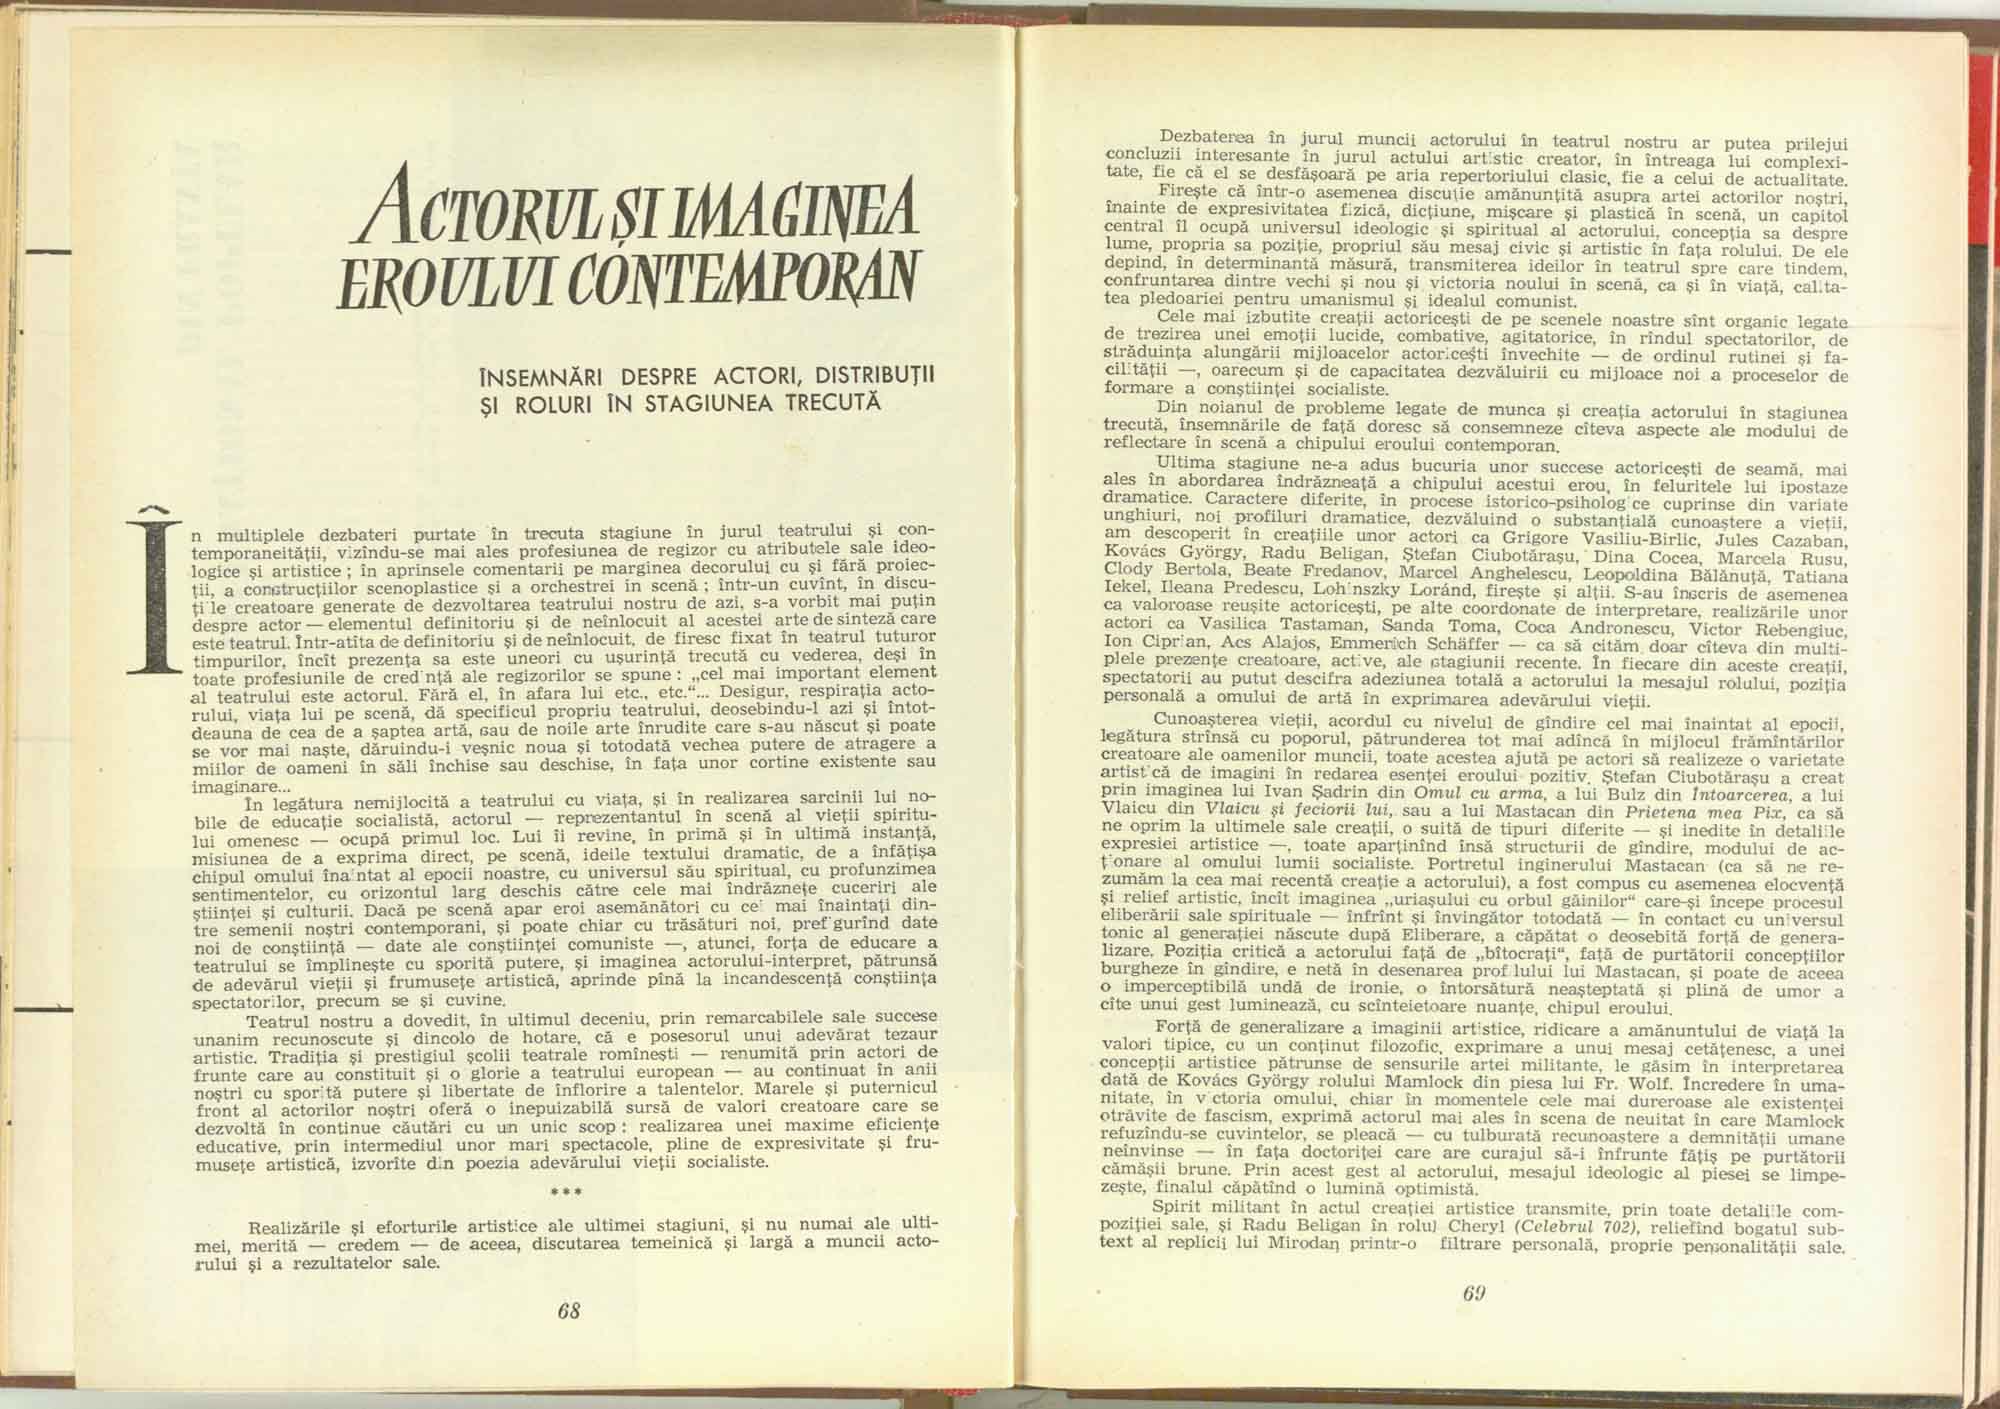 ACTORUL ȘI IMAGINEA
EROULUI CONTEMPORAN
ÎNSEMNĂRI DESPRE ACTORI, DISTRIBUȚII
ȘI ROLURI ÎN STAGIUNEA TRECUTĂ
În multiplele dezbateri purtate în trecuta stagiune în jurul teatrului și con-
temporaneității, vizîndu-se mai ales profesiunea de regizor cu atributele sale ideo-
logice și artistice ; în aprinsele comentarii pe marginea decorului cu și fără proiec-
ții, a construcțiilor scenoplastice și a orchestrei in scenă ; într-un cuvînt, în discu-
țiile creatoare generate de dezvoltarea teatrului nostru de azi, s-a vorbit mai puțin
despre actor — elementul definitoriu și de neînlocuit al acestei arte de sinteză care
este teatrul. Într-atîta de definitoriu și de neînlocuit, de firesc fixat în teatrul tuturor
timpurilor, încît prezența sa este uneori cu ușurință trecută cu vederea, deși în
toate profesiunile de credință ale regizorilor se spune : „cel mai important element
al teatrului este actorul. Fără el, în afara lui etc., etc.“... Desigur, respirația acto-
rului, viața lui pe scenă, dă specificul propriu teatrului, deosebindu-l azi și întot-
deauna de cea de a șaptea artă, sau de noile arte înrudite care s-au născut și poate
se vor mai naște, dăruindu-i veșnic noua și totodată vechea putere de atragere a
miilor de oameni în săli închise sau deschise, în fața unor cortine existente sau
imaginare...
În legătura nemijlocită a teatrului cu viața, și în realizarea sarcinii lui no-
bile de educație socialistă, actorul — reprezentantul în scenă al vieții spiritu-
lui omenesc — ocupă primul loc. Lui îi revine, în primă și în ultimă instanță,
misiunea de a exprima direct, pe scenă, ideile textului dramatic, de a înfățișa
chipul omului înaintat al epocii noastre, cu universul său spiritual, cu profunzimea
sentimentelor, cu orizontul larg deschis către cele mai îndrăznețe cuceriri ale
științei și culturii. Dacă pe scenă apar eroi asemănători cu cei mai înaintați din-
tre semenii noștri contemporani, și poate chiar cu trăsături noi, prefigurînd date
noi de conștiință — date ale conștiinței comuniste —, atunci, forța de educare a
teatrului se împlinește cu sporită putere, și imaginea actorului-interpret, pătrunsă
de adevărul vieții și frumusețe artistică, aprinde pînă la incandescență conștiința
spectatorilor, precum se și cuvine.
Teatrul nostru a dovedit, în ultimul deceniu, prin remarcabilele sale succese
unanim recunoscute și dincolo de hotare, că e posesorul unui adevărat tezaur
artistic. Tradiția și prestigiul școlii teatrale romînești — renumită prin actori de
frunte care au constituit și o glorie a teatrului european — au continuat în anii
noștri cu sporită putere și libertate de înflorire a talentelor. Marele și puternicul
front al actorilor noștri oferă o inepuizabilă sursă de valori creatoare care se
dezvoltă în continue căutări cu un unic scop : realizarea unei maxime eficiențe
educative, prin intermediul unor mari spectacole, pline de expresivitate și fru-
musețe artistică, izvorîte din poezia adevărului vieții socialiste.
***
Realizările și eforturile artistice ale ultimei stagiuni, și nu numai ale ulti-
mei, merită — credem — de aceea, discutarea temeinică și largă a muncii acto-
rului și a rezultatelor sale.
68
Dezbaterea în jurul muncii actorului în teatrul nostru ar putea prilejui
concluzii interesante în jurul actului artistic creator, în întreaga lui complexi-
tate, fie că el se desfășoară pe aria repertoriului clasic, fie a celui de actualitate.
Firește că într-o asemenea discuție amănunțită asupra artei actorilor noștri,
înainte de expresivitatea fizică, dicțiune, mișcare și plastică în scenă, un capitol
central îl ocupă universul ideologic și spiritual al actorului, concepția sa despre
lume, propria sa poziție, propriul său mesaj civic și artistic în fața rolului. De ele
depind, în determinantă măsură, transmiterea ideilor în teatrul spre care tindem,
confruntarea dintre vechi și nou și victoria noului în scenă, ca și în viață, calita-
tea pledoariei pentru umanismul și idealul comunist.
Cele mai izbutite creații actoricești de pe scenele noastre sînt organic legate
de trezirea unei emoții lucide, combative, agitatorice, în rîndul spectatorilor, de
străduința alungării mijloacelor actoricești învechite — de ordinul rutinei și fa-
cilității —, oarecum și de capacitatea dezvăluirii cu mijloace noi a proceselor de
formare a conștiinței socialiste.
Din noianul de probleme legate de munca și creația actorului în stagiunea
trecută, însemnările de față doresc să consemneze cîteva aspecte ale modului de
reflectare în scenă a chipului eroului contemporan.
Ultima stagiune ne-a adus bucuria unor succese actoricești de seamă, mai
ales în abordarea îndrăzneață a chipului acestui erou, în feluritele lui ipostaze
dramatice. Caractere diferite, în procese istorico-psihologice cuprinse din variate
unghiuri, noi profiluri dramatice, dezvăluind o substanțială cunoaștere a vieții,
am descoperit în creațiile unor actori ca Grigore Vasiliu-Birlic, Jules Cazaban,
Kovács György, Radu Beligan, Ștefan Ciubotărașu, Dina Cocea, Marcela Rusu,
Clody Bertola, Beate Fredanov, Marcel Anghelescu, Leopoldina Bălănuță, Tatiana
Iekel, Ileana Predescu, Lohinszky Loránd, firește și alții. S-au înscris de asemenea
ca valoroase reușite actoricești, pe alte coordonate de interpretare, realizările unor
actori ca Vasilica Tastaman, Sanda Toma, Coca Andronescu, Victor Rebengiuc,
Ion Ciprian, Acs Alajos, Emmerich Schäffer — ca să cităm doar cîteva din multi-
plele prezențe creatoare, active, ale stagiunii recente. În fiecare din aceste creații,
spectatorii au putut descifra adeziunea totală a actorului la mesajul rolului, poziția
personală a omului de artă în exprimarea adevărului vieții.
Cunoașterea vieții, acordul cu nivelul de gîndire cel mai înaintat al epocii,
legătura strînsă cu poporul, pătrunderea tot mai adîncă în mijlocul frămîntărilor
creatoare ale oamenilor muncii, toate acestea ajută pe actori să realizeze o varietate
artistică de imagini în redarea esenței eroului pozitiv. Ștefan Ciubotărașu a creat
prin imaginea lui Ivan Șadrin din Omul cu arma, a lui Bulz din Întoarcerea, a lui
Vlaicu din Vlaicu și feciorii lui, sau a lui Mastacan din Prietena mea Pix, ca să
ne oprim la ultimele sale creații, o suită de tipuri diferite — și inedite în detaliile
expresiei artistice —, toate aparținînd însă structurii de gîndire, modului de ac-
ționare al omului lumii socialiste. Portretul inginerului Mastacan (ca să ne re-
zumăm la cea mai recentă creație a actorului), a fost compus cu asemenea elocvență
și relief artistic, încît imaginea „uriașului cu orbul găinilor“ care-și începe procesul
eliberării sale spirituale — înfrînt și învingător totodată — în contact cu universul
tonic al generației născute după Eliberare, a căpătat o deosebită forță de genera-
lizare. Poziția critică a actorului față de „bîtocrați“, față de purtătorii concepțiilor
burgheze în gîndire, e netă în desenarea profilului lui Mastacan, și poate de aceea
o imperceptibilă undă de ironie, o întorsătură neașteptată și plină de umor a
cîte unui gest luminează, cu scînteietoare nuanțe, chipul eroului.
Forță de generalizare a imaginii artistice, ridicare a amănuntului de viață la
valori tipice, cu un conținut filozofic, exprimare a unui mesaj cetățenesc, a unei
concepții artistice pătrunse de sensurile artei militante, le găsim în interpretarea
dată de Kovács György rolului Mamlock din piesa lui Fr. Wolf. Încredere în uma-
nitate, în victoria omului, chiar în momentele cele mai dureroase ale existenței
otrăvite de fascism, exprimă actorul mai ales în scena de neuitat în care Mamlock
refuzîndu-se cuvintelor, se pleacă — cu tulburată recunoaștere a demnității umane
neînvinse — în fața doctoriței care are curajul să-i înfrunte fățiș pe purtătorii
cămășii brune. Prin acest gest al actorului, mesajul ideologic al piesei se limpe-
zește, finalul căpătînd o lumină optimistă.
Spirit militant în actul creației artistice transmite, prin toate detaliile com-
poziției sale, și Radu Beligan în rolul Cheryl (Celebrul 702), reliefînd bogatul sub-
text al replicii lui Mirodan printr-o filtrare personală, proprie personalității sale.
69